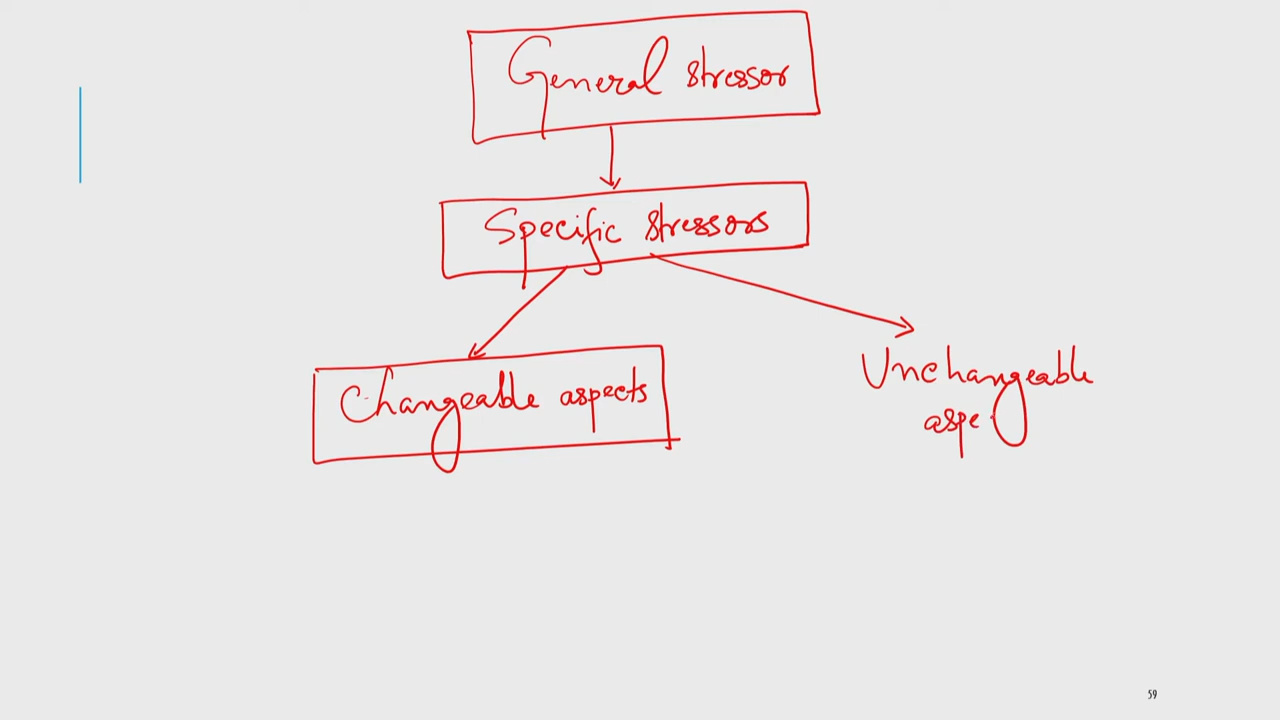 General stressor
Specific stressors
Changeable aspects
Unchangeable
aspe
59